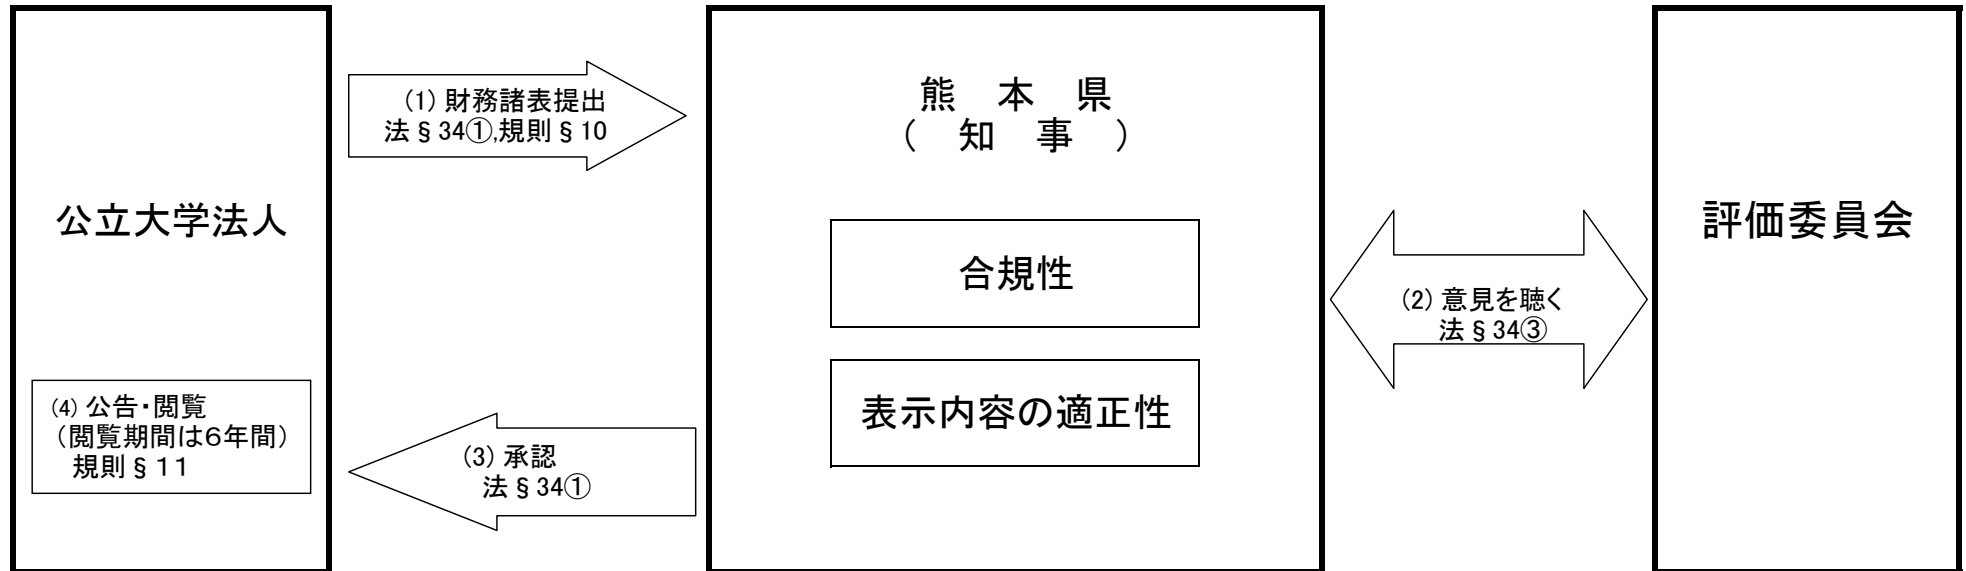 公立大学法人
(1) 財務諸表提出
法§34①,規則§10
熊　本　県
（　知　事　）
合規性
表示内容の適正性
(2) 意見を聴く
法§34③
評価委員会
(3) 承認
法§34①
(4) 公告・閲覧
（閲覧期間は６年間）
規則§１１